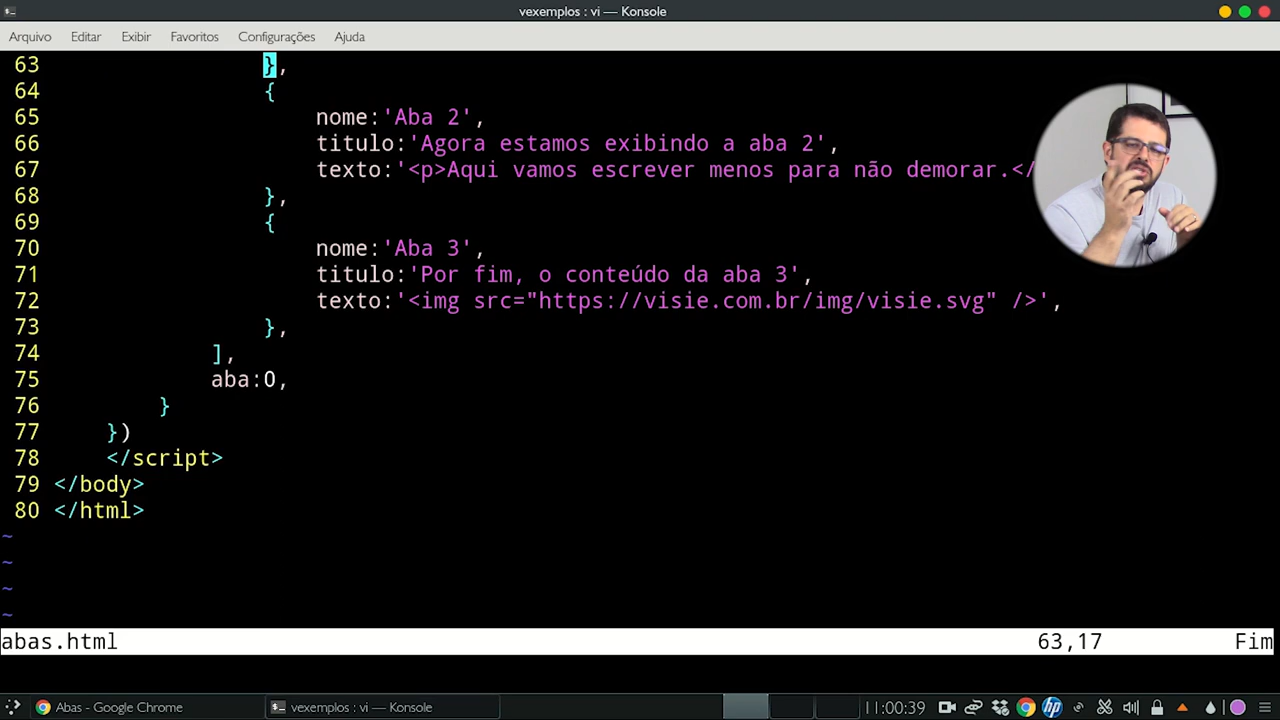 vexemplos : vi — Konsole
Arquivo Editar Exibir Favoritos Configurações Ajuda
63 },
64 {
65 nome:'Aba 2',
66 titulo:'Agora estamos exibindo a aba 2',
67 texto:'<p>Aqui vamos escrever menos para não demorar.</
68 },
69 {
70 nome:'Aba 3',
71 titulo:'Por fim, o conteúdo da aba 3',
72 texto:'<img src="https://visie.com.br/img/visie.svg" />',
73 },
74 ],
75 aba:0,
76 }
77 })
78 </script>
79 </body>
80 </html>
~
~
~
~
abas.html 63,17 Fim
Abas - Google Chrome vexemplos : vi — Konsole 11:00:39